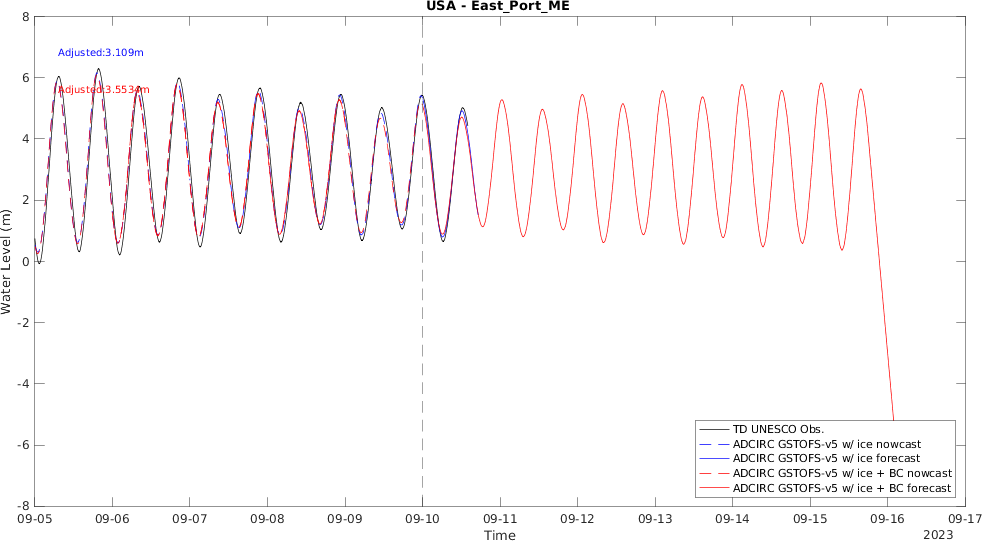 USA - East_Port_ME
8
6
4
2
0
-2
-4
-6
-8
Water Level (m)
Adjusted:3.109m
Adjusted:3.5534m
TD UNESCO Obs.
ADCIRC GSTOFS-v5 w/ ice nowcast
ADCIRC GSTOFS-v5 w/ ice forecast
ADCIRC GSTOFS-v5 w/ ice + BC nowcast
ADCIRC GSTOFS-v5 w/ ice + BC forecast
09-05 09-06 09-07 09-08 09-09 09-10 09-11 09-12 09-13 09-14 09-15 09-16 09-17
Time
2023